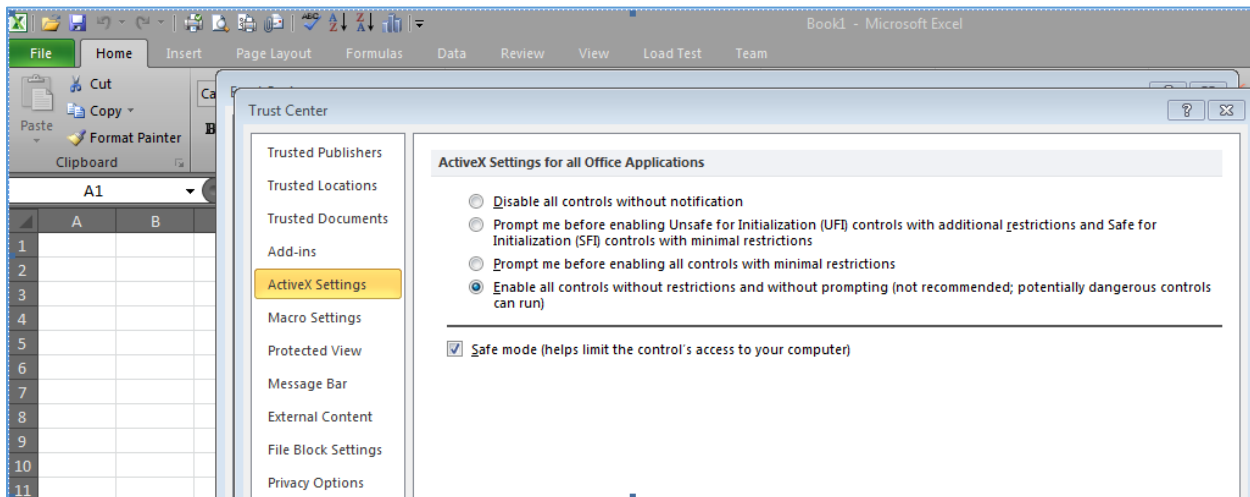 Book1 - Microsoft Excel
File Home Insert Page Layout Formulas Data Review View Load Test Team
Cut
Copy
Paste
Format Painter
Clipboard
Ca
B
A1
A B
1
2
3
4
5
6
7
8
9
10
11
Trust Center
Trusted Publishers
Trusted Locations
Trusted Documents
Add-ins
ActiveX Settings
Macro Settings
Protected View
Message Bar
External Content
File Block Settings
Privacy Options
ActiveX Settings for all Office Applications
Disable all controls without notification
Prompt me before enabling Unsafe for Initialization (UFI) controls with additional restrictions and Safe for
Initialization (SFI) controls with minimal restrictions
Prompt me before enabling all controls with minimal restrictions
Enable all controls without restrictions and without prompting (not recommended; potentially dangerous controls
can run)
Safe mode (helps limit the control's access to your computer)